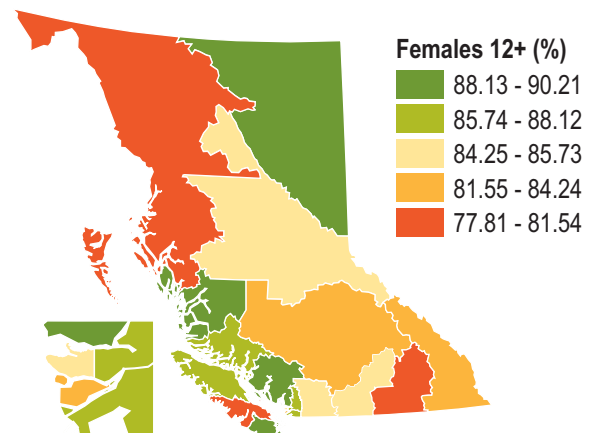 Females 12+ (%)
88.13 - 90.21
85.74 - 88.12
84.25 - 85.73
81.55 - 84.24
77.81 - 81.54